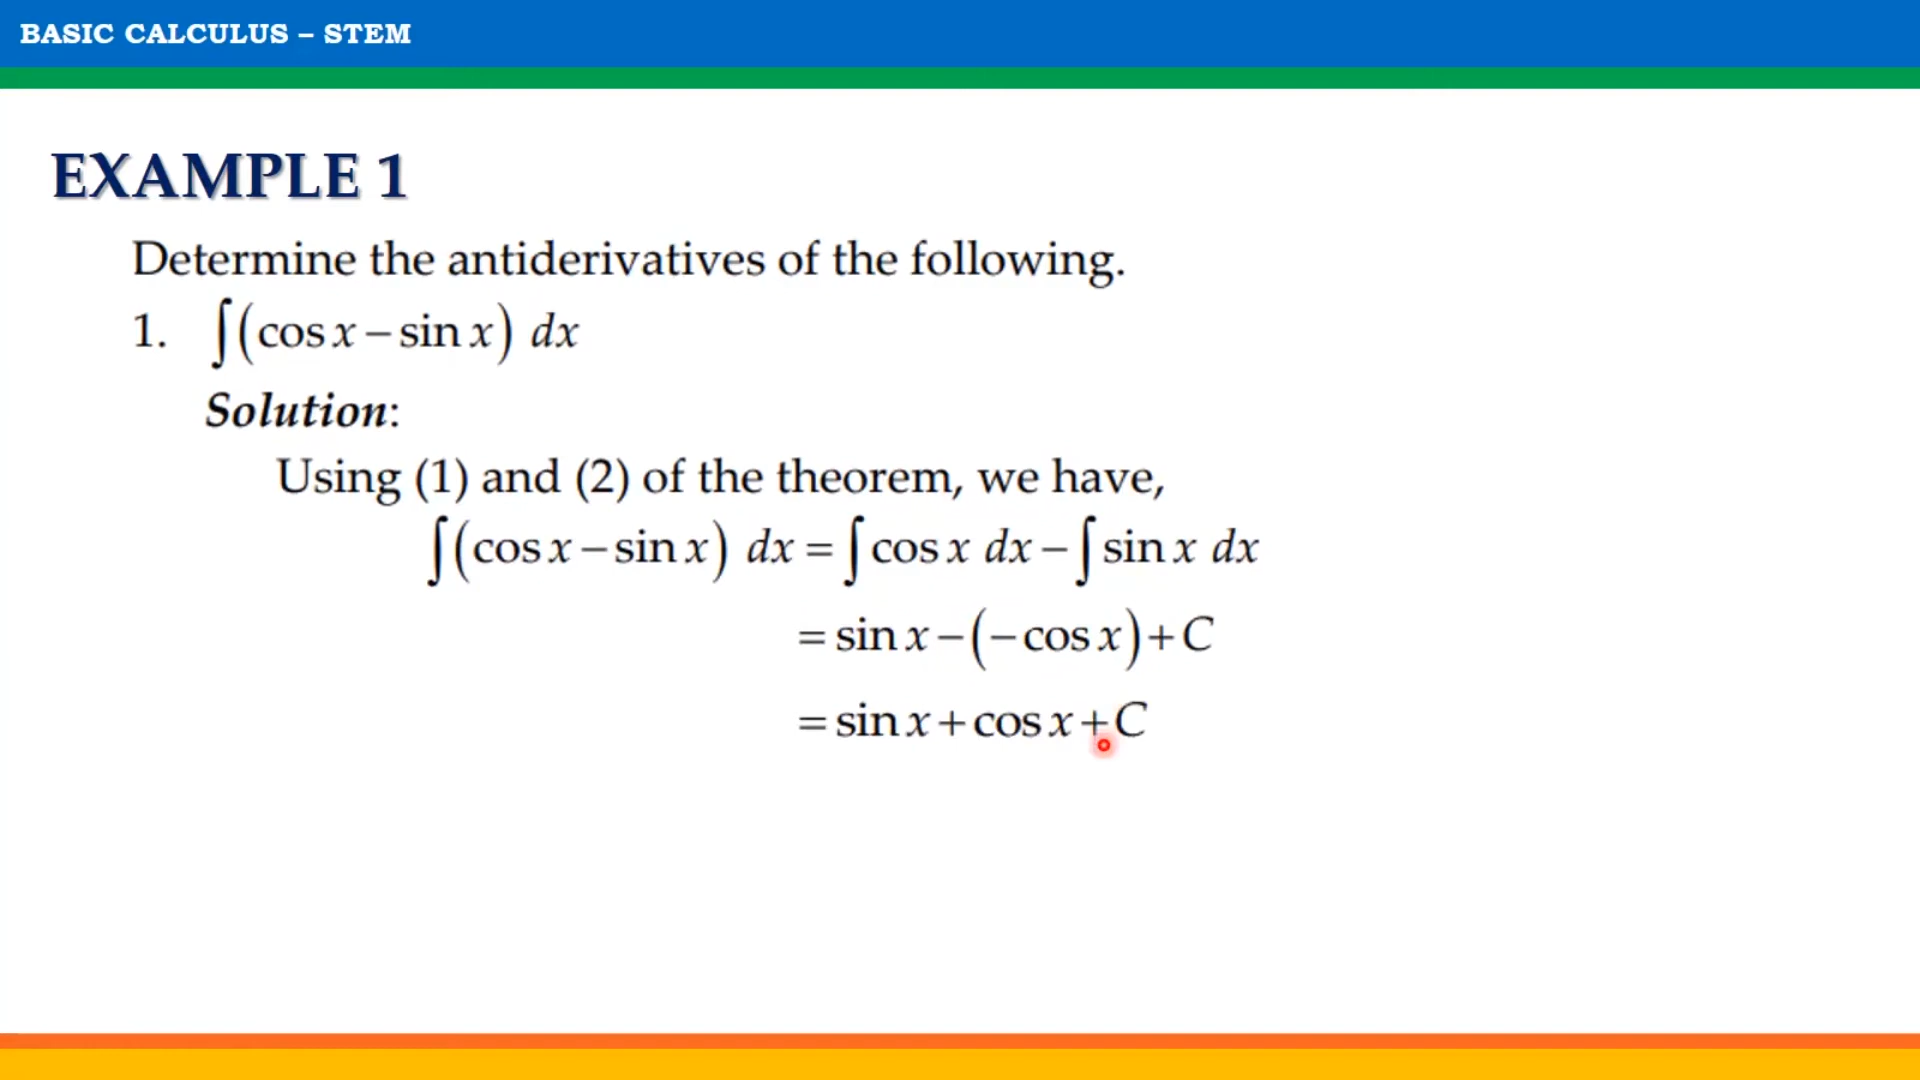 BASIC CALCULUS – STEM
EXAMPLE 1
Determine the antiderivatives of the following.
1. ∫(cos x − sin x) dx
Solution:
Using (1) and (2) of the theorem, we have,
∫(cos x − sin x) dx = ∫cos x dx − ∫sin x dx
= sin x − (−cos x) + C
= sin x + cos x + C